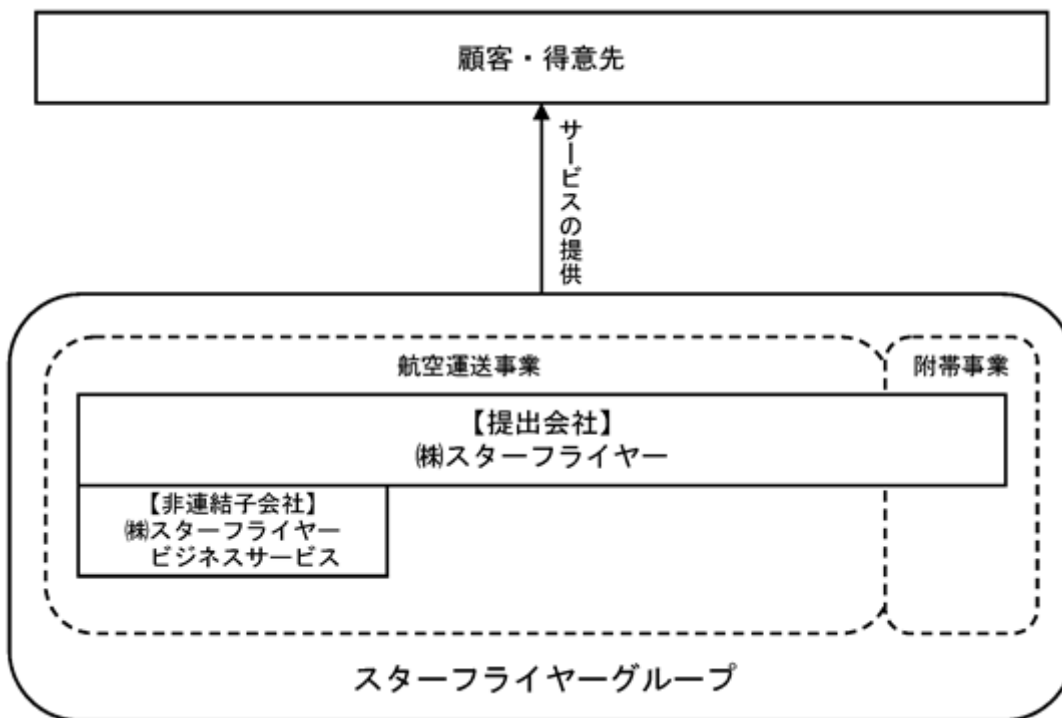 顧客・得意先
サービスの提供
航空運送事業
附帯事業
【提出会社】
㈱スターフライヤー
【非連結子会社】
㈱スターフライヤー
ビジネスサービス
スターフライヤーグループ